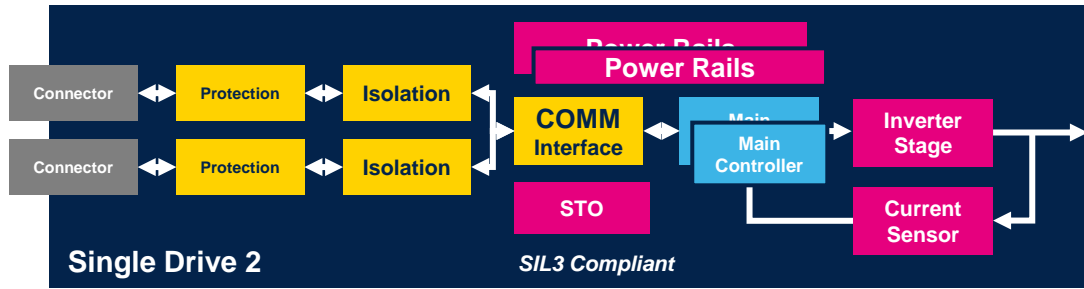 Power Rails
Power Rails
Connector
Protection
Isolation
COMM
Interface
Main
Main
Controller
Inverter
Stage
Connector
Protection
Isolation
STO
Current
Sensor
Single Drive 2
SIL3 Compliant